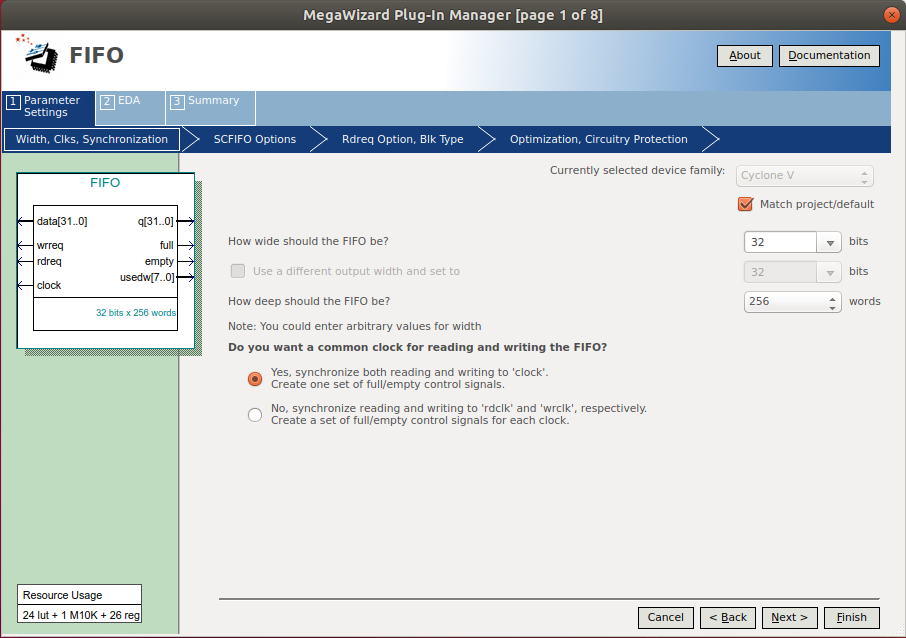 MegaWizard Plug-In Manager [page 1 of 8]
FIFO
About
Documentation
1 Parameter
Settings
2 EDA
3 Summary
Width, Clks, Synchronization
SCFIFO Options
Rdreq Option, Blk Type
Optimization, Circuitry Protection
FIFO
data[31..0] q[31..0]
wrreq full
rdreq empty
usedw[7..0]
clock
32 bits x 256 words
Currently selected device family: Cyclone V
Match project/default
How wide should the FIFO be? 32 bits
Use a different output width and set to 32 bits
How deep should the FIFO be? 256 words
Note: You could enter arbitrary values for width
Do you want a common clock for reading and writing the FIFO?
Yes, synchronize both reading and writing to 'clock'.
Create one set of full/empty control signals.
No, synchronize reading and writing to 'rdclk' and 'wrclk', respectively.
Create a set of full/empty control signals for each clock.
Resource Usage
24 lut + 1 M10K + 26 reg
Cancel
< Back
Next >
Finish